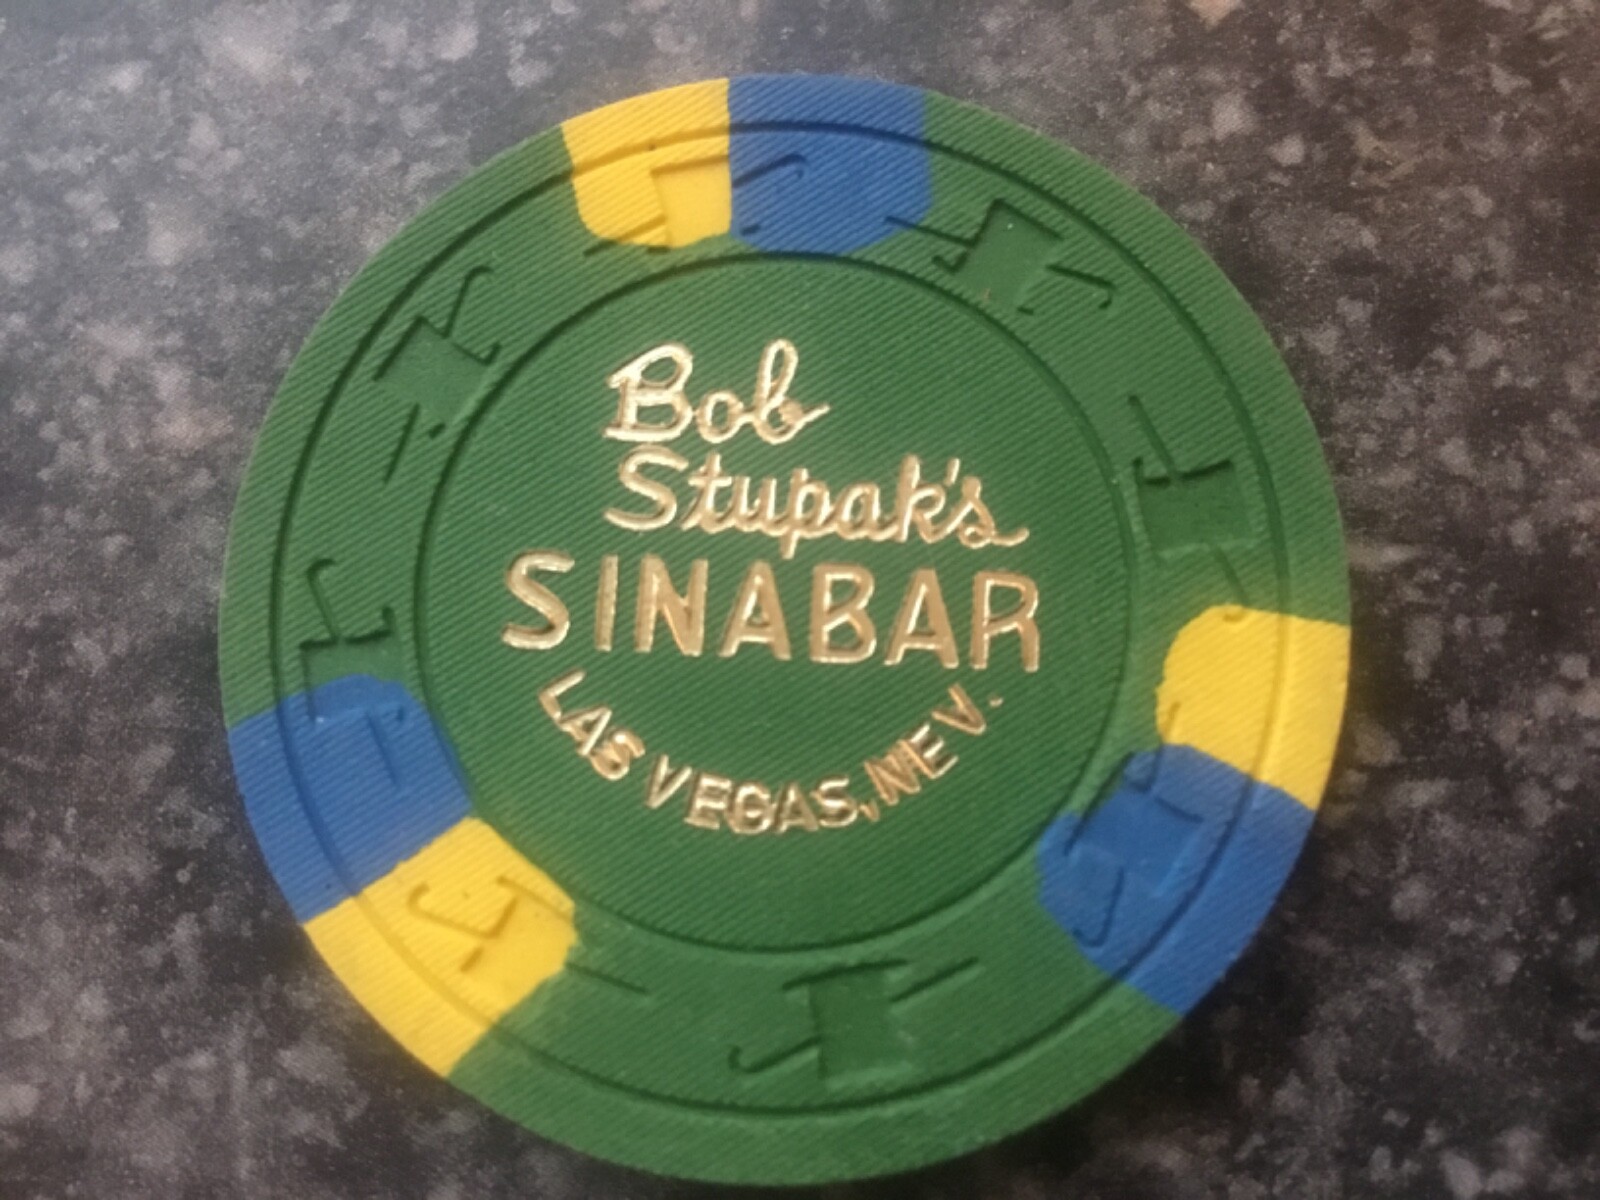 Bob
Stupak's
SINABAR
LAS VEGAS, NEV.